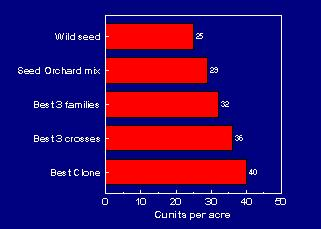 Wild seed 25
Seed Orchard mix 29
Best 3 families 32
Best 3 crosses 36
Best Clone 40
0 10 20 30 40 50
Cunits per acre